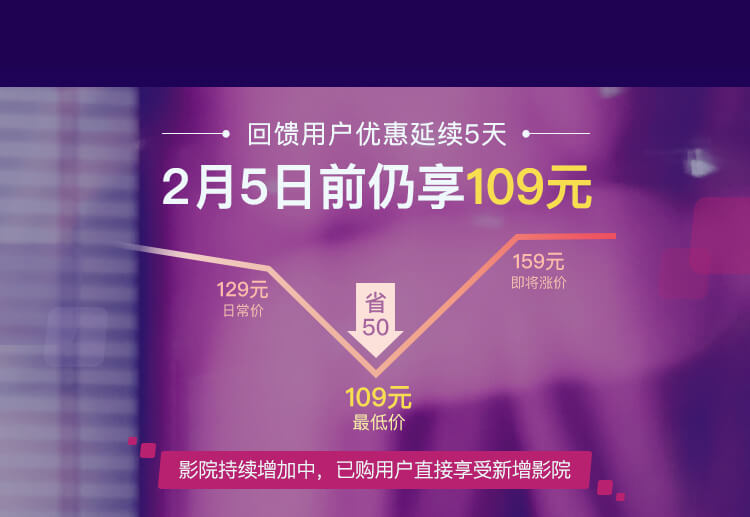 回馈用户优惠延续5天
2月5日前仍享109元
129元
日常价
159元
即将涨价
省
50
109元
最低价
影院持续增加中，已购用户直接享受新增影院